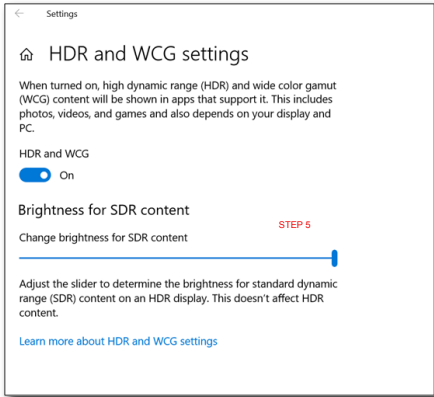 Settings
HDR and WCG settings
When turned on, high dynamic range (HDR) and wide color gamut
(WCG) content will be shown in apps that support it. This includes
photos, videos, and games and also depends on your display and
PC.
HDR and WCG
On
Brightness for SDR content
STEP 5
Change brightness for SDR content
Adjust the slider to determine the brightness for standard dynamic
range (SDR) content on an HDR display. This doesn't affect HDR
content.
Learn more about HDR and WCG settings